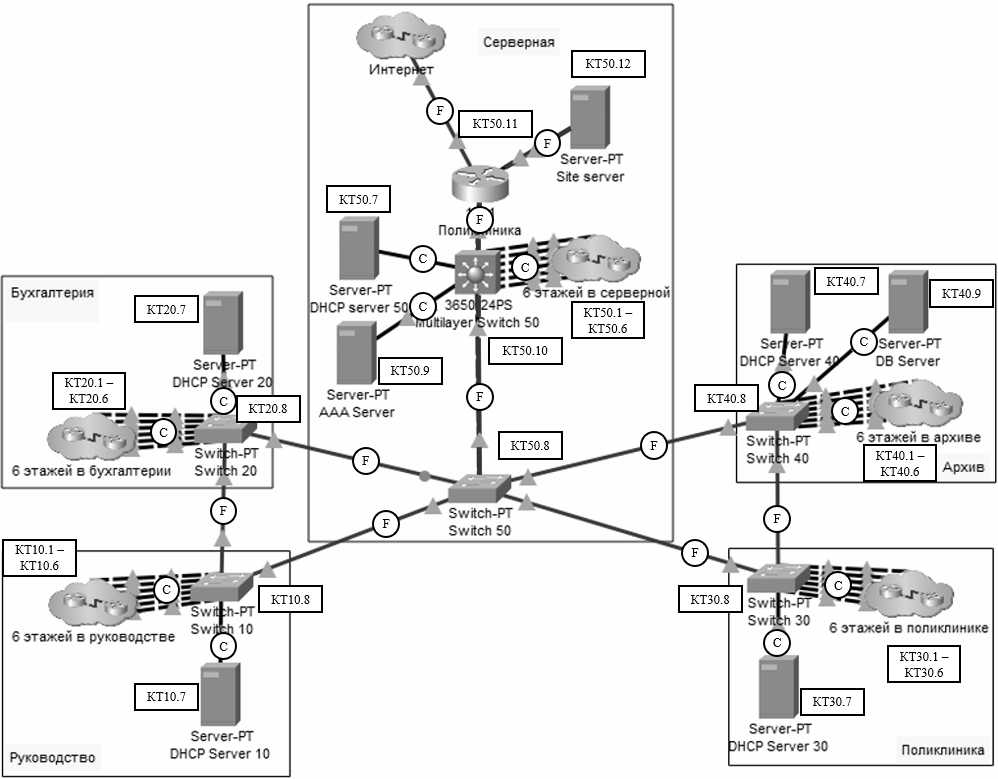 Серверная
Интернет
КТ50.12
F
КТ50.11
F
Server-PT
Site server
КТ50.7
F
Поликлиника
C
C
Server-PT
DHCP server 50
6 этажей в серверной
C
3650-24PS
Multilayer Switch 50
КТ50.1 –
КТ50.6
КТ50.10
КТ50.9
Server-PT
AAA Server
F
КТ50.8
Switch-PT
Switch 50
Бухгалтерия
КТ20.7
Server-PT
DHCP Server 20
КТ20.1 –
КТ20.6
C
КТ20.8
C
Switch-PT
Switch 20
6 этажей в бухгалтерии
F
F
F
КТ10.1 –
КТ10.6
C
КТ10.8
Switch-PT
Switch 10
6 этажей в руководстве
C
КТ10.7
Server-PT
DHCP Server 10
Руководство
КТ40.7
КТ40.9
Server-PT
DHCP Server 40
C
Server-PT
DB Server
C
КТ40.8
C
Switch-PT
Switch 40
6 этажей в архиве
КТ40.1 –
КТ40.6
Архив
F
F
F
КТ30.8
C
Switch-PT
Switch 30
6 этажей в поликлинике
C
КТ30.1 –
КТ30.6
КТ30.7
Server-PT
DHCP Server 30
Поликлиника